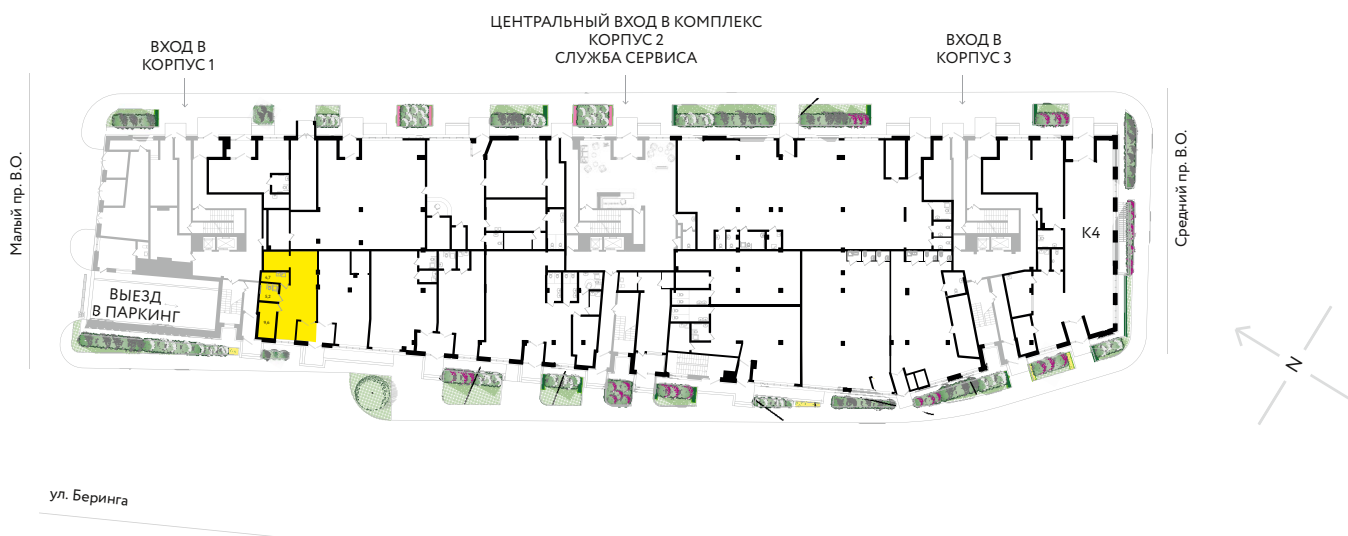 ЦЕНТРАЛЬНЫЙ ВХОД В КОМПЛЕКС
КОРПУС 2
СЛУЖБА СЕРВИСА
ВХОД В
КОРПУС 1
ВХОД В
КОРПУС 3
Малый пр. В.О.
Средний пр. В.О.
К4
ВЫЕЗД
В ПАРКИНГ
N
ул. Беринга